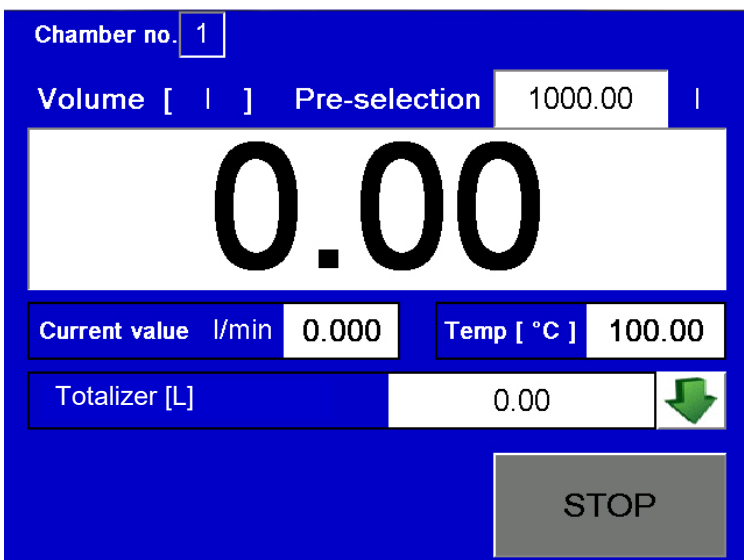 Chamber no. 1
Volume [ l ] Pre-selection 1000.00 l
0.00
Current value l/min 0.000 Temp [ °C ] 100.00
Totalizer [L] 0.00
STOP